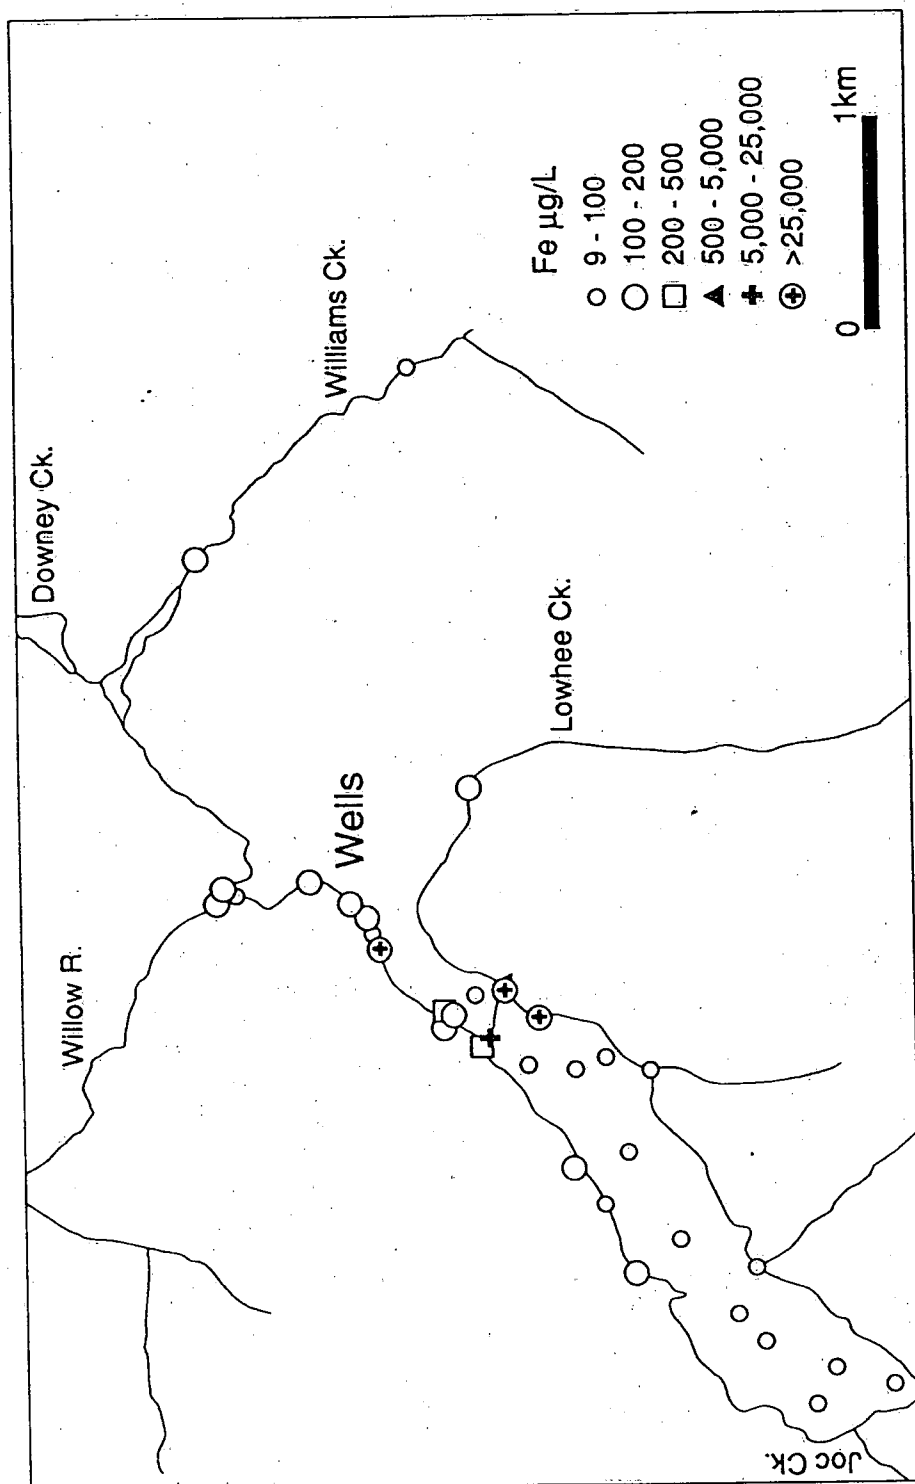 Downey Ck.
Willow R.
Williams Ck.
Wells
Lowhee Ck.
Joc Ck.
Fe µg/L
9 - 100
100 - 200
200 - 500
500 - 5,000
5,000 - 25,000
>25,000
0 1km